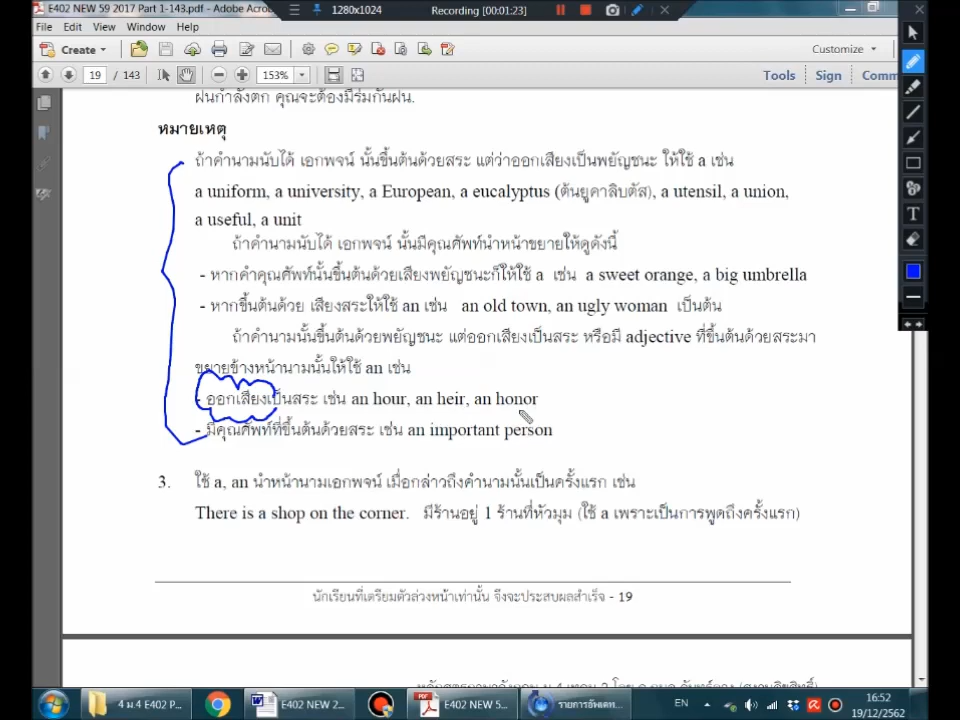 E402 NEW 59 2017 Part 1-143.pdf - Adobe Acro
1280x1024
Recording [00:01:23]
File Edit View Window Help
Create
Customize
19 / 143
153%
Tools Sign Comm
ฝนกำลังตก คุณจะต้องมีร่มกันฝน.
หมายเหตุ
ถ้าคำนามนับได้ เอกพจน์ นั้นขึ้นต้นด้วยสระ แต่ว่าออกเสียงเป็นพยัญชนะ ให้ใช้ a เช่น
a uniform, a university, a European, a eucalyptus (ต้นยูคาลิบตัส), a utensil, a union,
a useful, a unit
ถ้าคำนามนับได้ เอกพจน์ นั้นมีคุณศัพท์นำหน้าขยายให้ดูดังนี้
- หากคำคุณศัพท์นั้นขึ้นต้นด้วยเสียงพยัญชนะก็ให้ใช้ a เช่น a sweet orange, a big umbrella
- หากขึ้นต้นด้วย เสียงสระให้ใช้ an เช่น an old town, an ugly woman เป็นต้น
ถ้าคำนามนั้นขึ้นต้นด้วยพยัญชนะ แต่ออกเสียงเป็นสระ หรือมี adjective ที่ขึ้นต้นด้วยสระมา
ขยายข้างหน้านามนั้นให้ใช้ an เช่น
- ออกเสียงเป็นสระ เช่น an hour, an heir, an honor
- มีคุณศัพท์ที่ขึ้นต้นด้วยสระ เช่น an important person
3. ใช้ a, an นำหน้านามเอกพจน์ เมื่อกล่าวถึงคำนามนั้นเป็นครั้งแรก เช่น
There is a shop on the corner. มีร้านอยู่ 1 ร้านที่หัวมุม (ใช้ a เพราะเป็นการพูดถึงครั้งแรก)
นักเรียนที่เตรียมตัวล่วงหน้าเท่านั้น จึงจะประสบผลสำเร็จ - 19
4 ม.4 E402 P...
E402 NEW 2...
E402 NEW 5...
รายการอัพเดท...
EN
16:52
19/12/2562